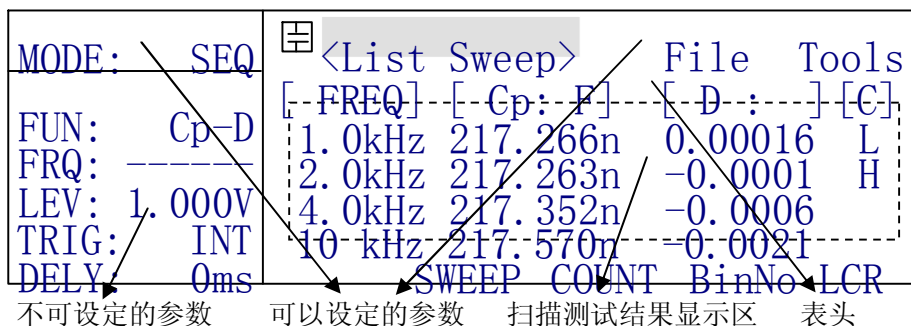 MODE: SEQ
<List Sweep> File Tools
[ FREQ] [ Cp: F] [ D : ] [C]
FUN: Cp-D
1.0kHz 217.266n 0.00016 L
FRQ: ------
2.0kHz 217.263n -0.0001 H
LEV: 1.000V
4.0kHz 217.352n -0.0006
TRIG: INT
10 kHz 217.570n -0.0021
DELY: 0ms
SWEEP COUNT BinNo LCR
不可设定的参数 可以设定的参数 扫描测试结果显示区 表头